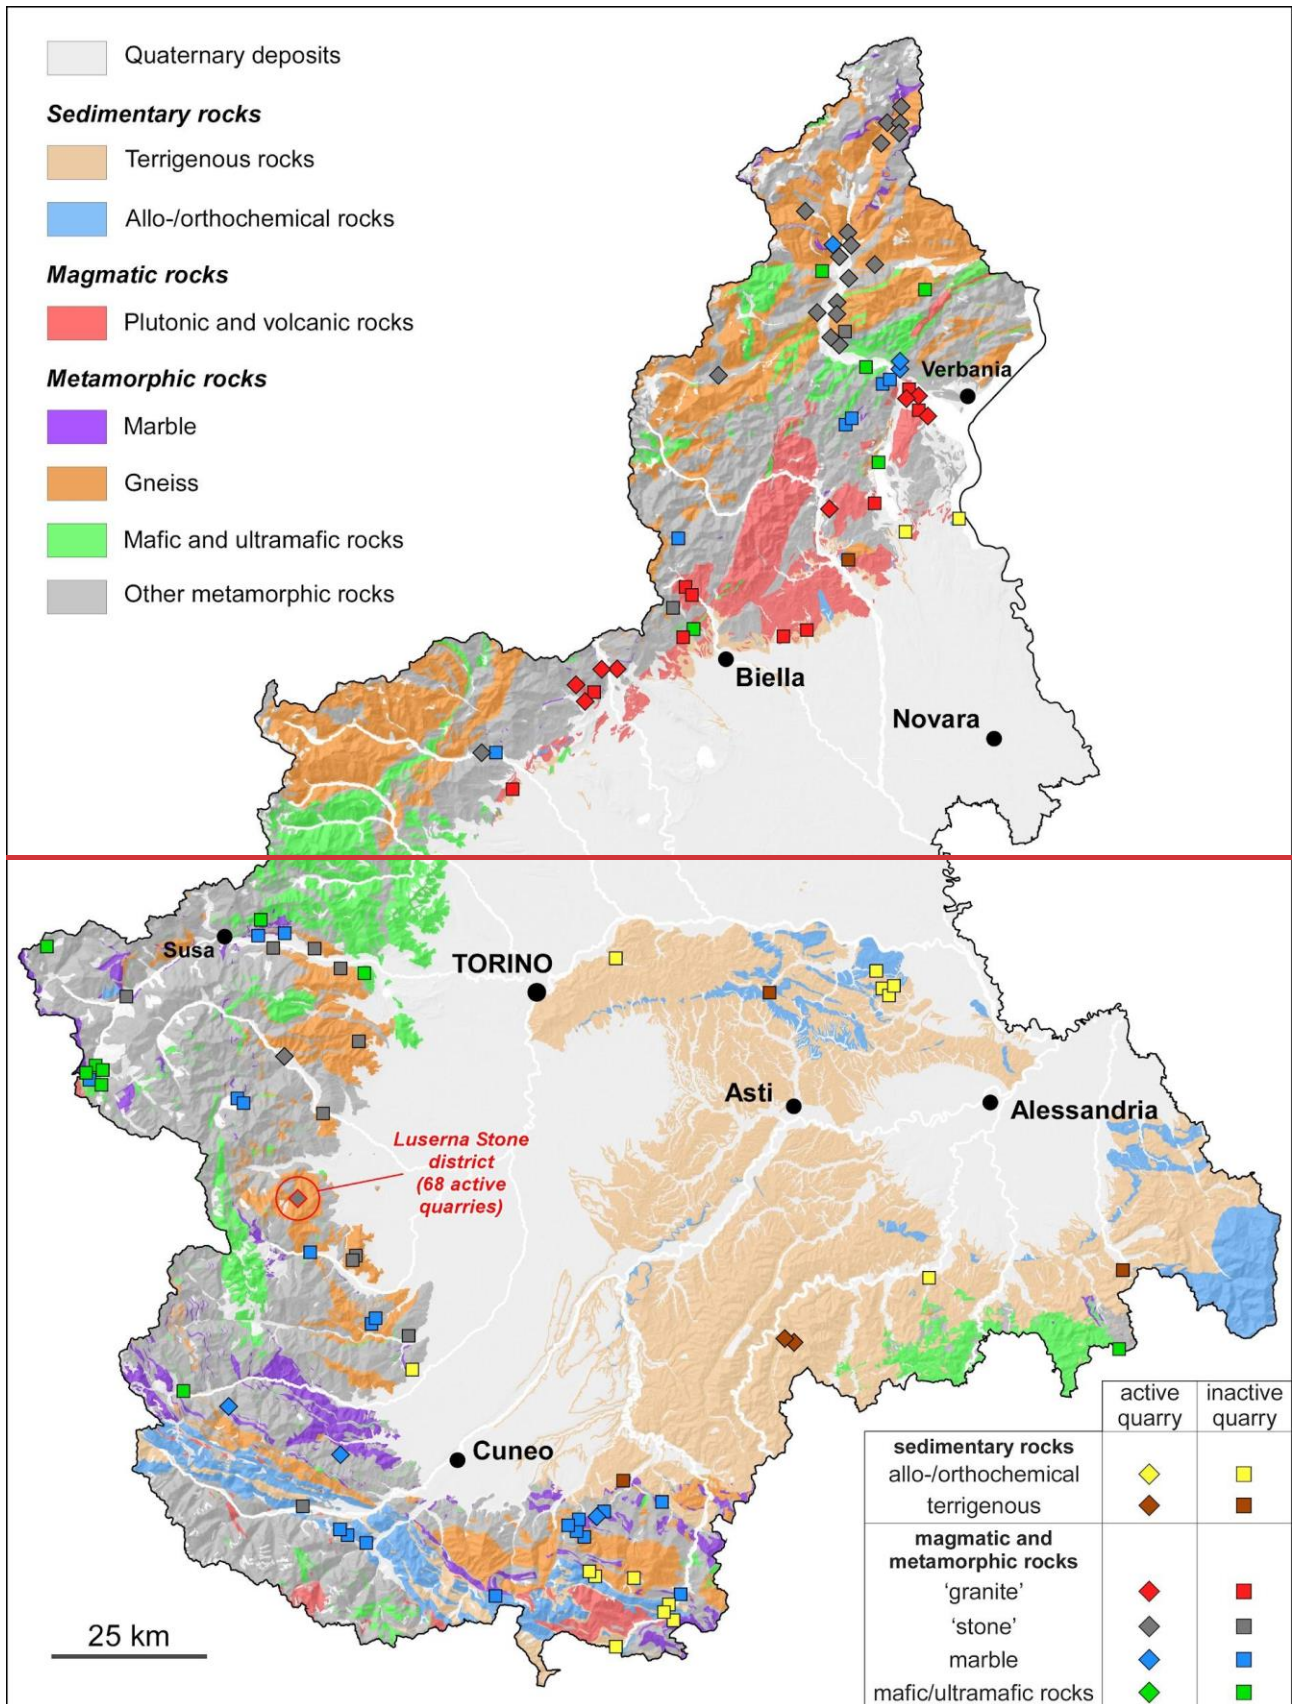 Quaternary deposits
Sedimentary rocks
Terrigenous rocks
Allo-/orthochemical rocks
Magmatic rocks
Plutonic and volcanic rocks
Metamorphic rocks
Marble
Gneiss
Mafic and ultramafic rocks
Other metamorphic rocks
Verbania
Biella
Novara
Susa
TORINO
Asti
Alessandria
Luserna Stone
district
(68 active
quarries)
Cuneo
25 km
active quarry
inactive quarry
sedimentary rocks
allo-/orthochemical
terrigenous
magmatic and
metamorphic rocks
'granite'
'stone'
marble
mafic/ultramafic rocks